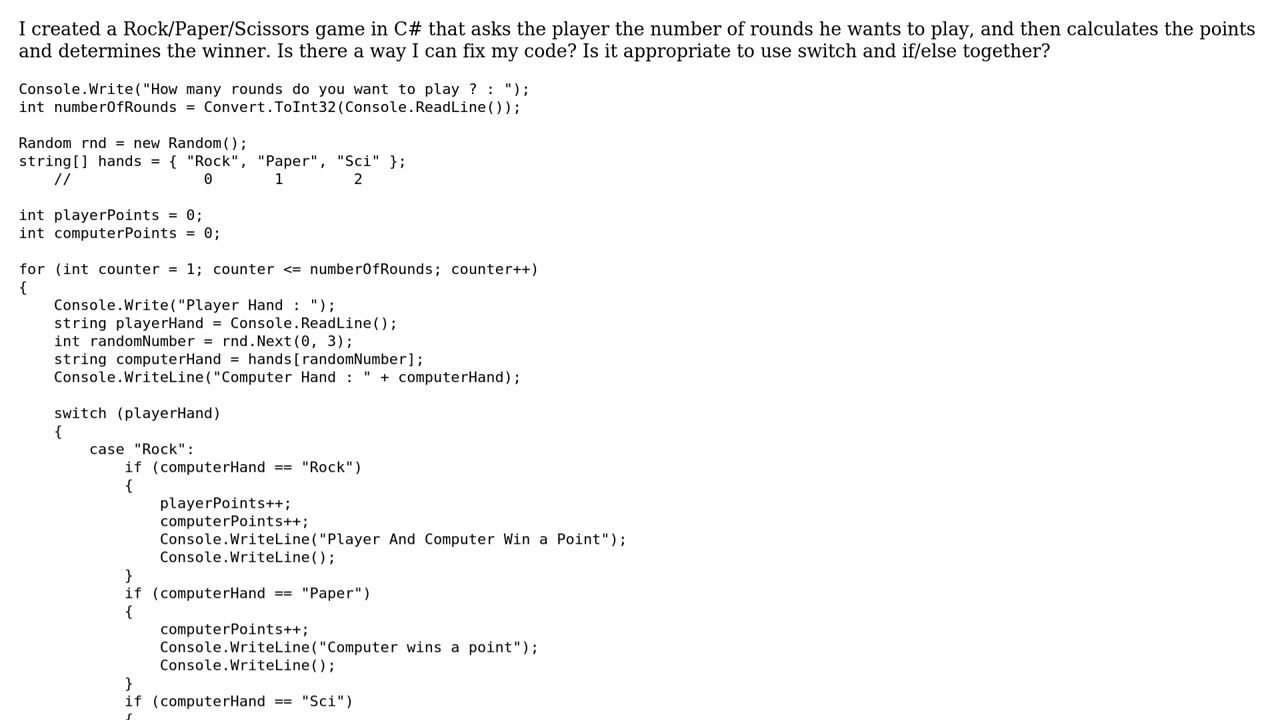 I created a Rock/Paper/Scissors game in C# that asks the player the number of rounds he wants to play, and then calculates the points
and determines the winner. Is there a way I can fix my code? Is it appropriate to use switch and if/else together?
Console.Write("How many rounds do you want to play ? : ");
int numberOfRounds = Convert.ToInt32(Console.ReadLine());
Random rnd = new Random();
string[] hands = { "Rock", "Paper", "Sci" };
    //               0       1        2
int playerPoints = 0;
int computerPoints = 0;
for (int counter = 1; counter <= numberOfRounds; counter++)
{
    Console.Write("Player Hand : ");
    string playerHand = Console.ReadLine();
    int randomNumber = rnd.Next(0, 3);
    string computerHand = hands[randomNumber];
    Console.WriteLine("Computer Hand : " + computerHand);
    switch (playerHand)
    {
        case "Rock":
            if (computerHand == "Rock")
            {
                playerPoints++;
                computerPoints++;
                Console.WriteLine("Player And Computer Win a Point");
                Console.WriteLine();
            }
            if (computerHand == "Paper")
            {
                computerPoints++;
                Console.WriteLine("Computer wins a point");
                Console.WriteLine();
            }
            if (computerHand == "Sci")
            {